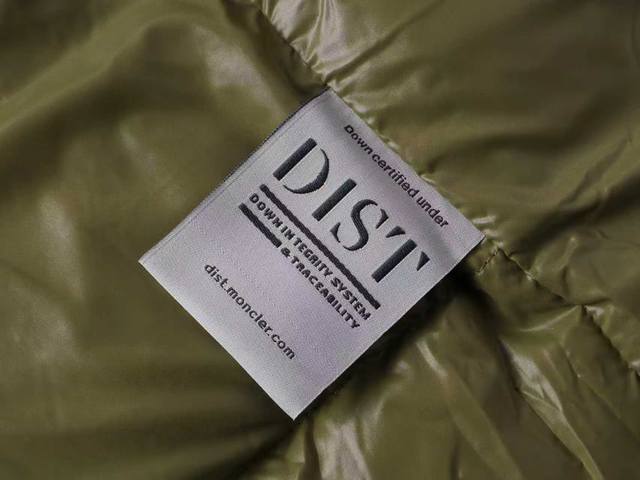 Down certified under
DIST
DOWN INTEGRITY SYSTEM
& TRACEABILITY
dist.moncler.com